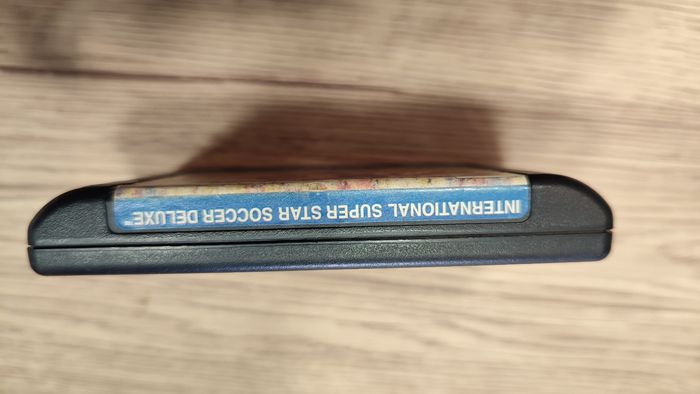 INTERNATIONAL SUPER STAR SOCCER DELUXE™